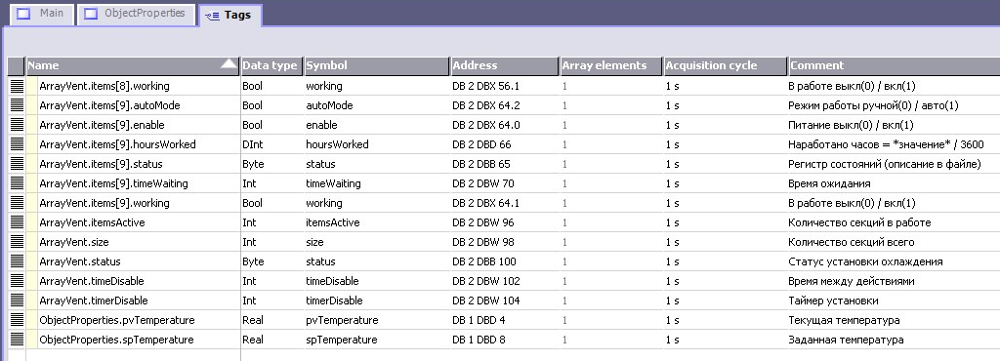 Main ObjectProperties Tags
Name Data type Symbol Address Array elements Acquisition cycle Comment
ArrayVent.items[8].working Bool working DB 2 DBX 56.1 1 1 s В работе выкл(0) / вкл(1)
ArrayVent.items[9].autoMode Bool autoMode DB 2 DBX 64.2 1 1 s Режим работы ручной(0) / авто(1)
ArrayVent.items[9].enable Bool enable DB 2 DBX 64.0 1 1 s Питание выкл(0) / вкл(1)
ArrayVent.items[9].hoursWorked DInt hoursWorked DB 2 DBD 66 1 1 s Наработано часов = *значение* / 3600
ArrayVent.items[9].status Byte status DB 2 DBB 65 1 1 s Регистр состояний (описание в файле)
ArrayVent.items[9].timeWaiting Int timeWaiting DB 2 DBW 70 1 1 s Время ожидания
ArrayVent.items[9].working Bool working DB 2 DBX 64.1 1 1 s В работе выкл(0) / вкл(1)
ArrayVent.itemsActive Int itemsActive DB 2 DBW 96 1 1 s Количество секций в работе
ArrayVent.size Int size DB 2 DBW 98 1 1 s Количество секций всего
ArrayVent.status Byte status DB 2 DBB 100 1 1 s Статус установки охлаждения
ArrayVent.timeDisable Int timeDisable DB 2 DBW 102 1 1 s Время между действиями
ArrayVent.timerDisable Int timerDisable DB 2 DBW 104 1 1 s Таймер установки
ObjectProperties.pvTemperature Real pvTemperature DB 1 DBD 4 1 1 s Текущая температура
ObjectProperties.spTemperature Real spTemperature DB 1 DBD 8 1 1 s Заданная температура